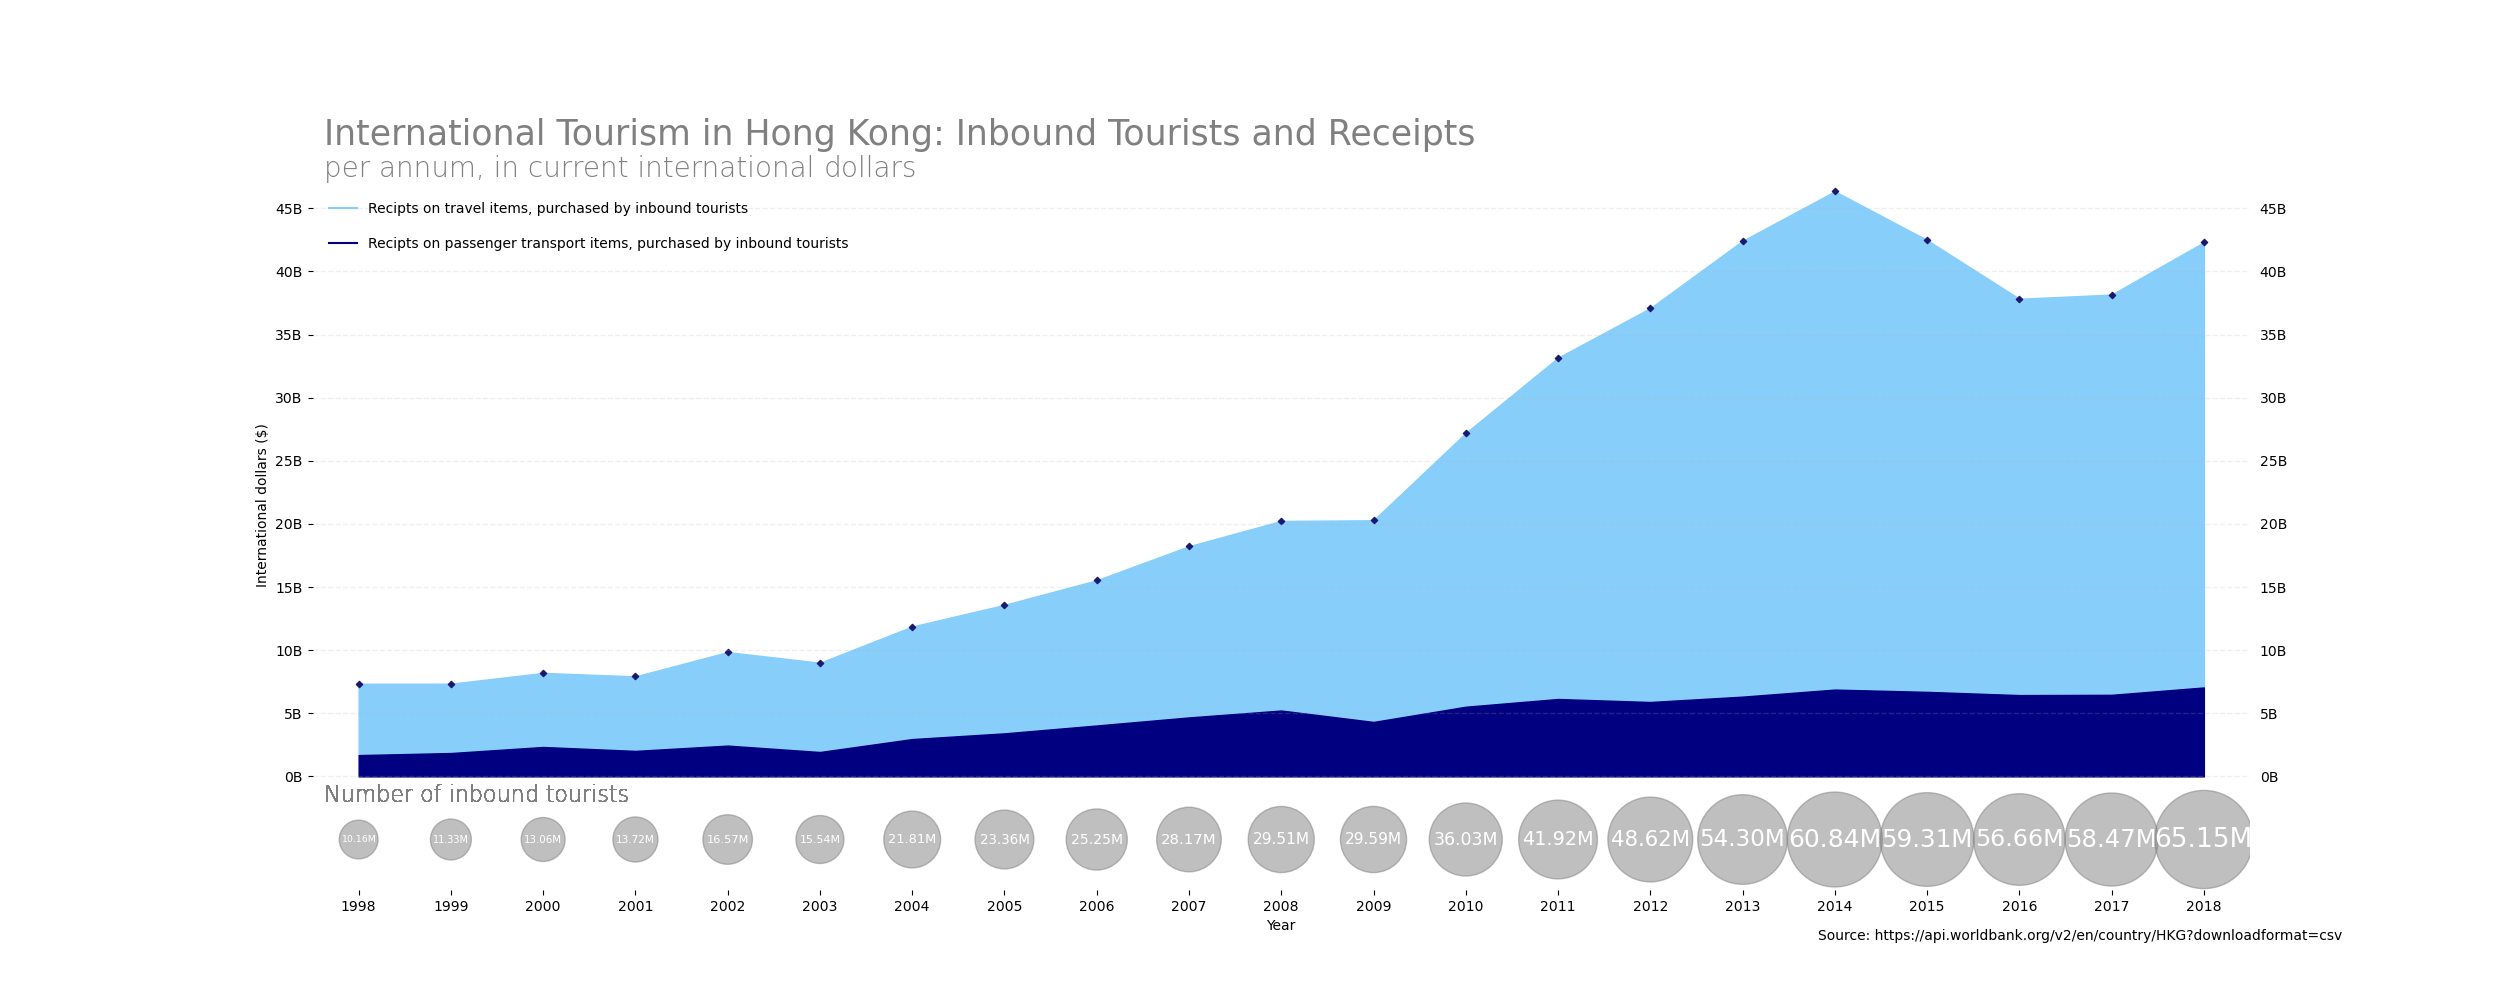 International Tourism in Hong Kong: Inbound Tourists and Receipts
per annum, in current international dollars
Recipts on travel items, purchased by inbound tourists
Recipts on passenger transport items, purchased by inbound tourists
45B
40B
35B
30B
25B
20B
15B
10B
5B
0B
International dollars ($)
45B
40B
35B
30B
25B
20B
15B
10B
5B
0B
Number of inbound tourists
10.16M 11.33M 13.06M 13.72M 16.57M 15.54M 21.81M 23.36M 25.25M 28.17M 29.51M 29.59M 36.03M 41.92M 48.62M 54.30M 60.84M 59.31M 56.66M 58.47M 65.15M
1998 1999 2000 2001 2002 2003 2004 2005 2006 2007 2008 2009 2010 2011 2012 2013 2014 2015 2016 2017 2018
Year
Source: https://api.worldbank.org/v2/en/country/HKG?downloadformat=csv